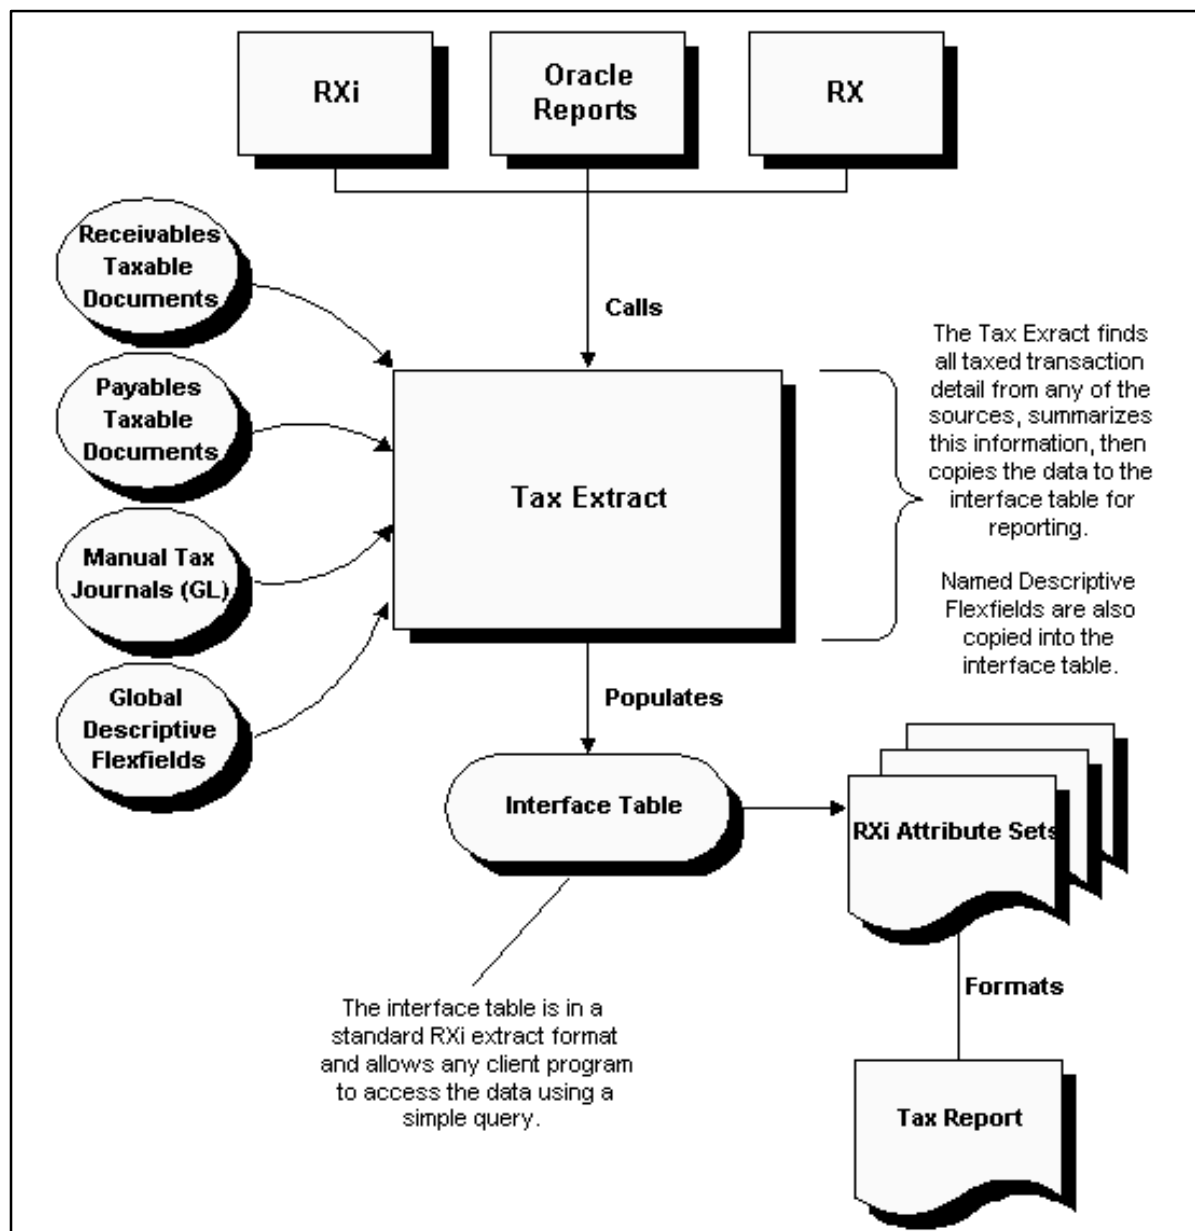 RXi
Oracle
Reports
RX
Receivables
Taxable
Documents
Calls
Payables
Taxable
Documents
Tax Extract
The Tax Exract finds
all taxed transaction
detail from any of the
sources, summarizes
this information, then
copies the data to the
interface table for
reporting.
Named Descriptive
Flexfields are also
copied into the
interface table.
Manual Tax
Journals (GL)
Global
Descriptive
Flexfields
Populates
Interface Table
RXi Attribute Sets
The interface table is in a
standard RXi extract format
and allows any client program
to access the data using a
simple query.
Formats
Tax Report